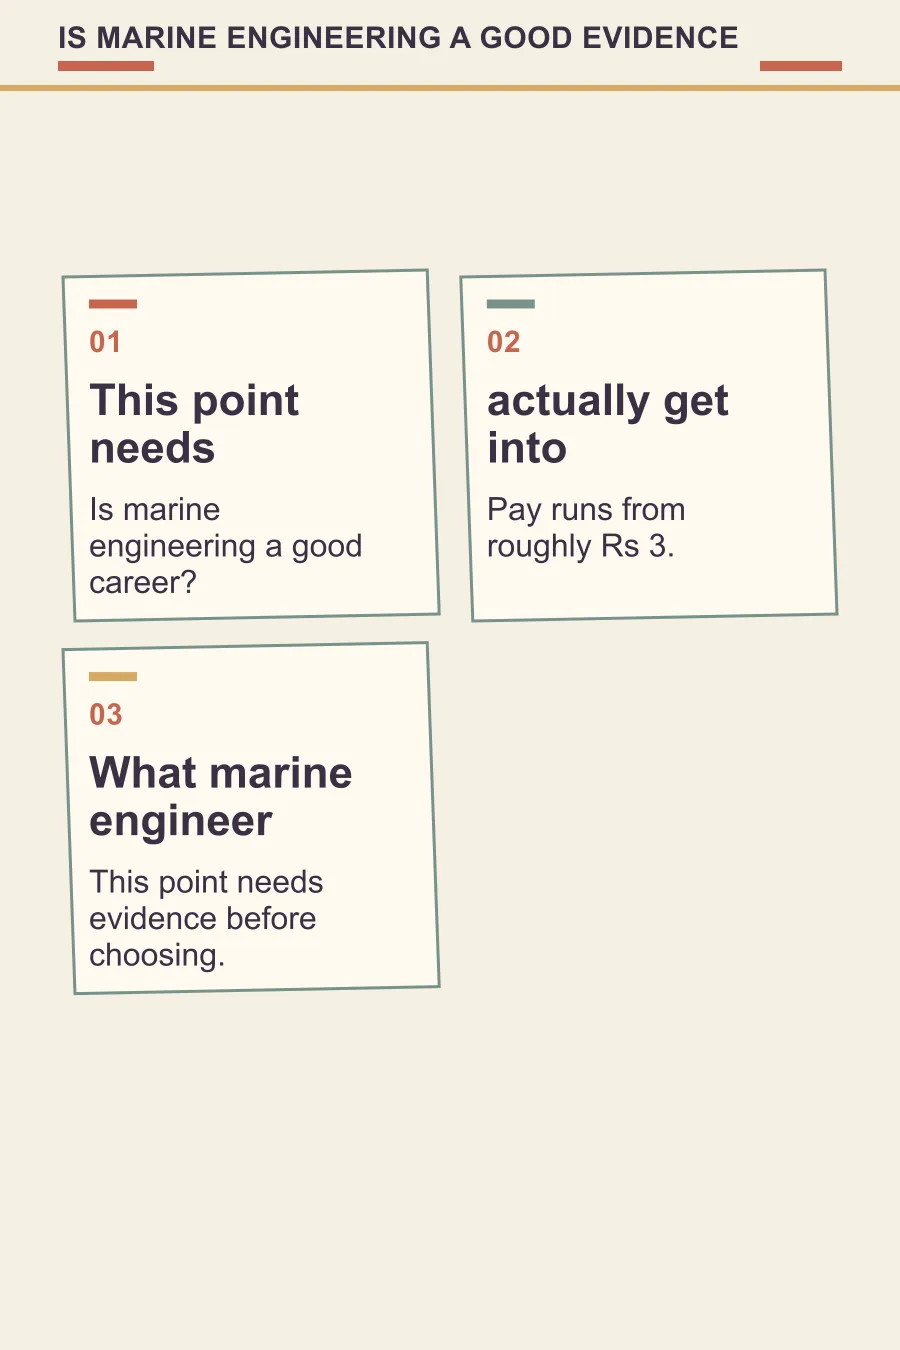 IS MARINE ENGINEERING A GOOD EVIDENCE
01
This point
needs
Is marine
engineering a good
career?
02
actually get
into
Pay runs from
roughly Rs 3.
03
What marine
engineer
This point needs
evidence before
choosing.